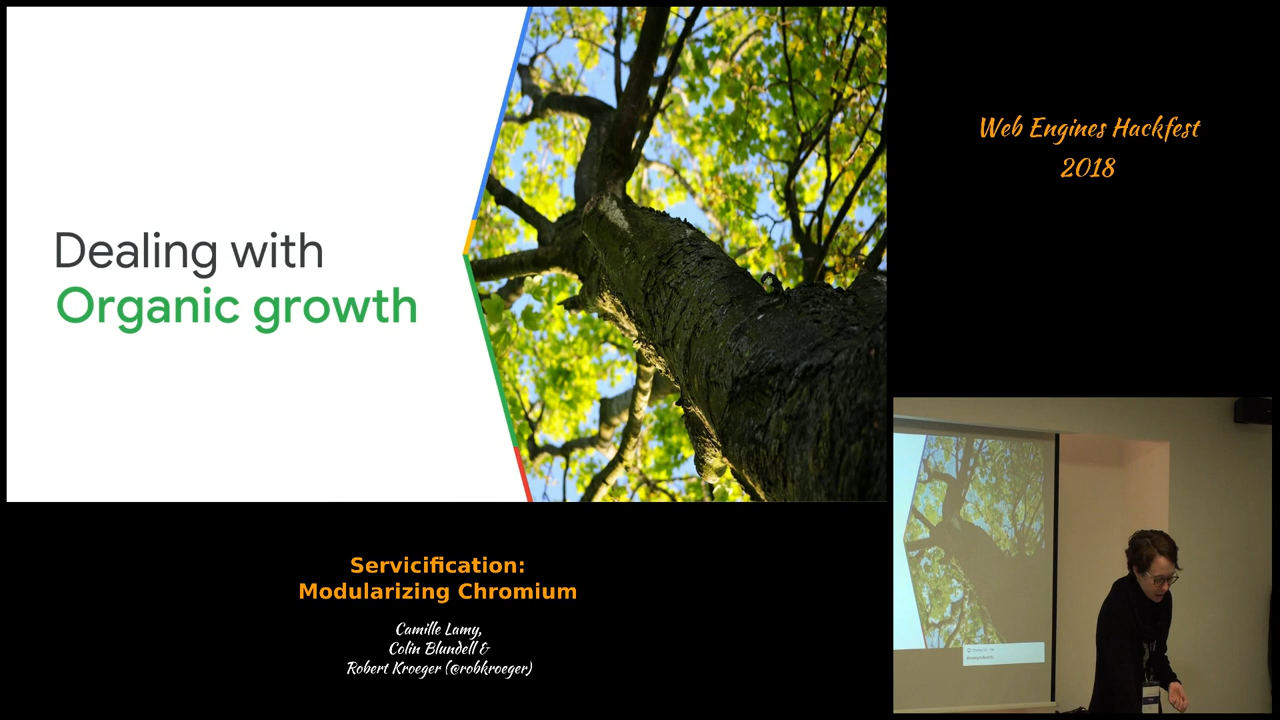 Dealing with
Organic growth
Web Engines Hackfest
2018
Servicification:
Modularizing Chromium
Camille Lamy,
Colin Blundell &
Robert Kroeger (@robkroeger)